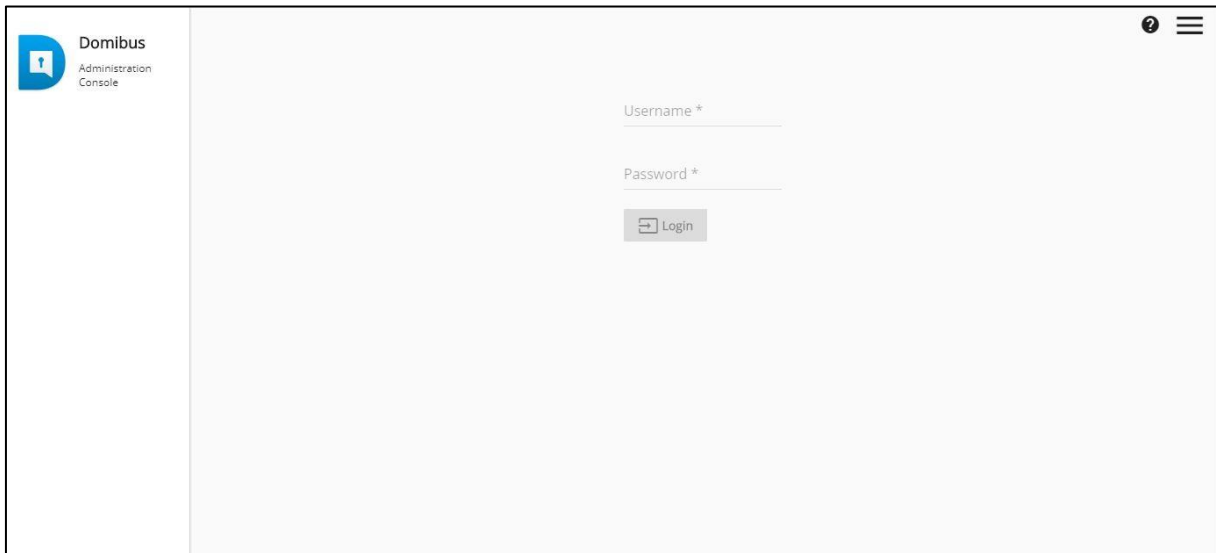 Domibus
Administration
Console
Username *
Password *
Login